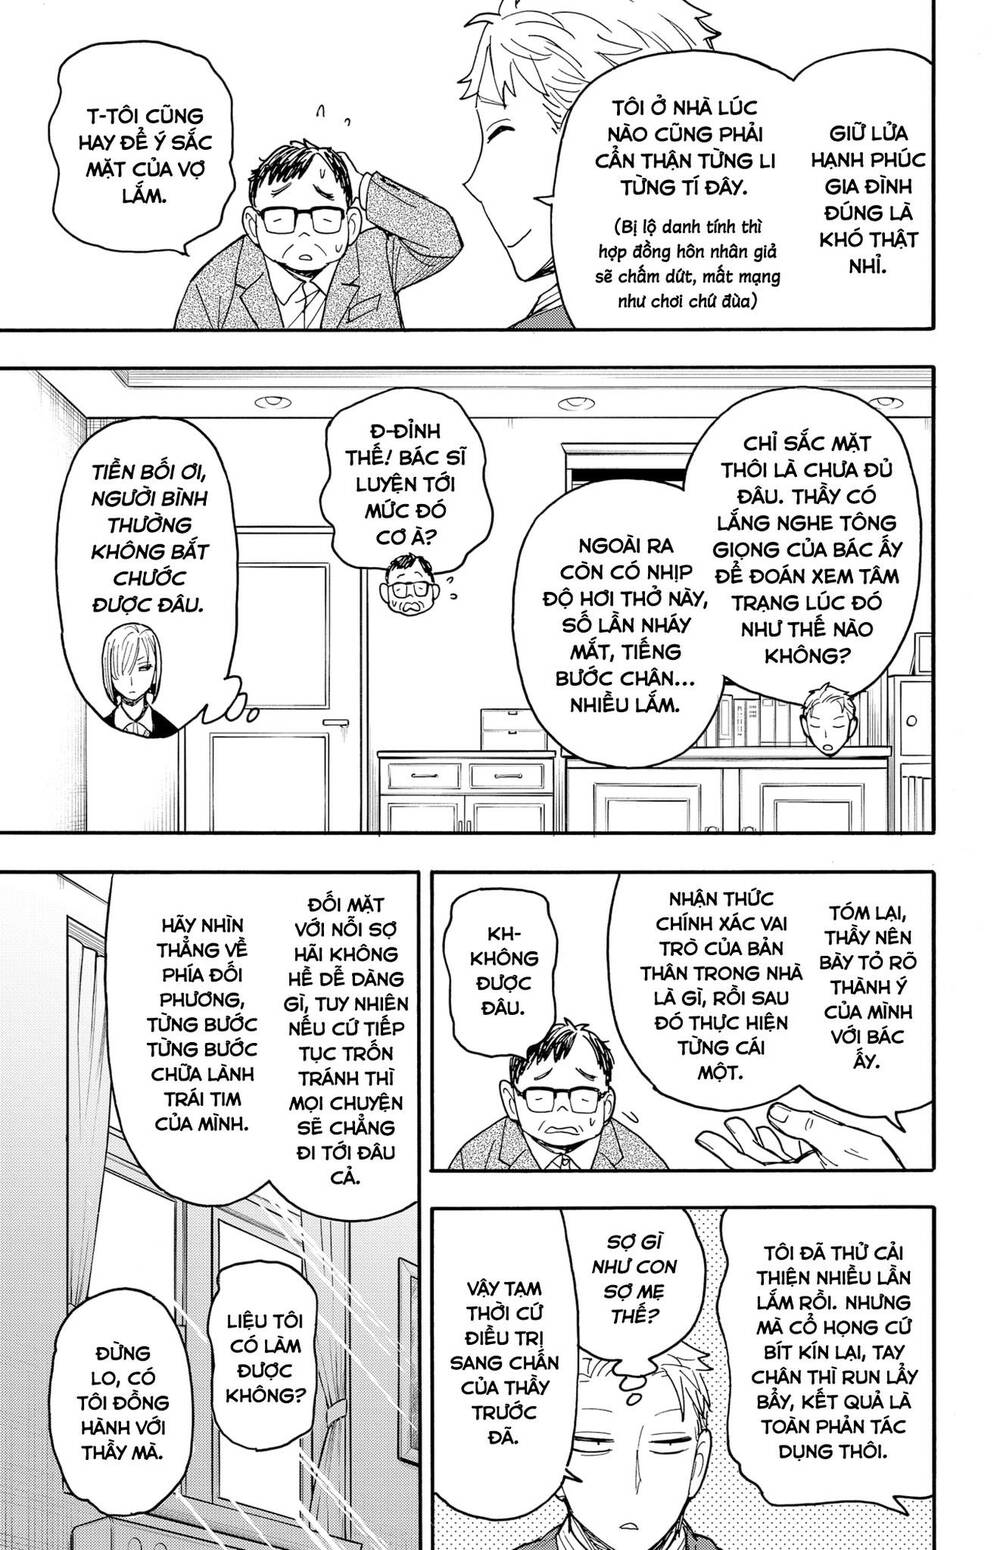 GIỮ LỬA
HẠNH PHÚC
GIA ĐÌNH
ĐÚNG LÀ
KHÓ THẬT
NHỈ.
TÔI Ở NHÀ LÚC
NÀO CŨNG PHẢI
CẨN THẬN TỪNG LI
TỪNG TÍ ĐÂY.
(Bị lộ danh tính thì
hợp đồng hôn nhân giả
sẽ chấm dứt, mất mạng
như chơi chứ đùa)
T-TÔI CŨNG
HAY ĐỂ Ý SẮC
MẶT CỦA VỢ
LẮM.
CHỈ SẮC MẶT
THÔI LÀ CHƯA ĐỦ
ĐÂU. THẦY CÓ
LẮNG NGHE TÔNG
GIỌNG CỦA BÁC ẤY
ĐỂ ĐOÁN XEM TÂM
TRẠNG LÚC ĐÓ
NHƯ THẾ NÀO
KHÔNG?
NGOÀI RA
CÒN CÓ NHỊP
ĐỘ HƠI THỞ NÀY,
SỐ LẦN NHÁY
MẮT, TIẾNG
BƯỚC CHÂN...
NHIỀU LẮM.
Đ-ĐỈNH
THẾ! BÁC SĨ
LUYỆN TỚI
MỨC ĐÓ
CƠ À?
TIỀN BỐI ƠI,
NGƯỜI BÌNH
THƯỜNG
KHÔNG BẮT
CHƯỚC
ĐƯỢC ĐÂU.
TÓM LẠI,
THẦY NÊN
BÀY TỎ RÕ
THÀNH Ý
CỦA MÌNH
VỚI BÁC
ẤY.
NHẬN THỨC
CHÍNH XÁC VAI
TRÒ CỦA BẢN
THÂN TRONG NHÀ
LÀ GÌ, RỒI SAU
ĐÓ THỰC HIỆN
TỪNG CÁI
MỘT.
KH-
KHÔNG
ĐƯỢC
ĐÂU.
TÔI ĐÃ THỬ CẢI
THIỆN NHIỀU LẦN
LẮM RỒI. NHƯNG
MÀ CỔ HỌNG CỨ
BÍT KÍN LẠI, TAY
CHÂN THÌ RUN LẨY
BẨY, KẾT QUẢ LÀ
TOÀN PHẢN TÁC
DỤNG THÔI.
SỢ GÌ
NHƯ CON
SỢ MẸ
THẾ?
VẬY TẠM
THỜI CỨ
ĐIỀU TRỊ
SANG CHẤN
CỦA THẦY
TRƯỚC
ĐÃ.
ĐỐI MẶT
VỚI NỖI SỢ
HÃI KHÔNG
HỀ DỄ DÀNG
GÌ, TUY NHIÊN
NẾU CỨ TIẾP
TỤC TRỐN
TRÁNH THÌ
MỌI CHUYỆN
SẼ CHẲNG
ĐI TỚI ĐÂU
CẢ.
HÃY NHÌN
THẲNG VỀ
PHÍA ĐỐI
PHƯƠNG,
TỪNG BƯỚC
TỪNG BƯỚC
CHỮA LÀNH
TRÁI TIM
CỦA MÌNH.
LIỆU TÔI
CÓ LÀM
ĐƯỢC
KHÔNG?
ĐỪNG
LO, CÓ
TÔI ĐỒNG
HÀNH VỚI
THẦY MÀ.